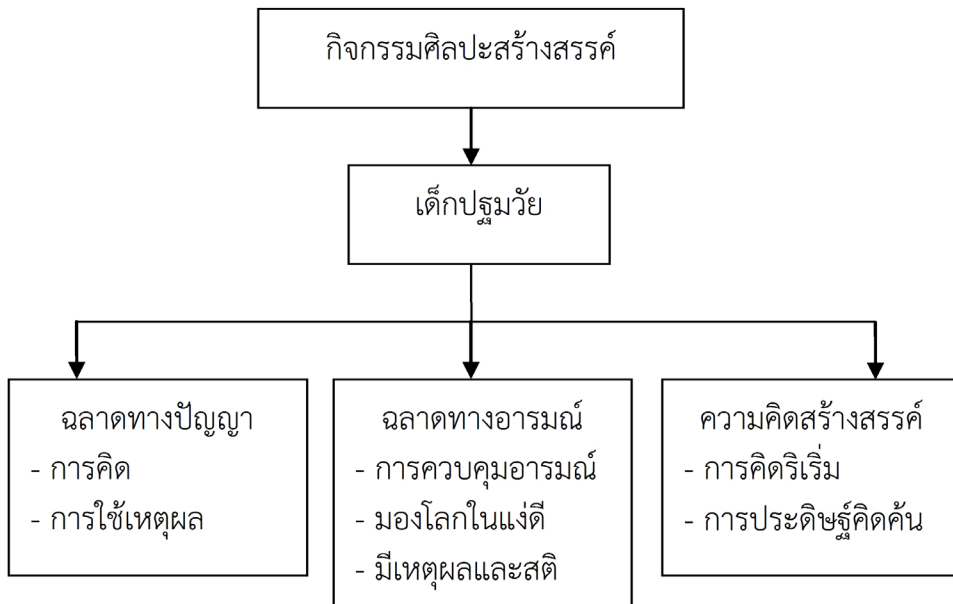 กิจกรรมศิลปะสร้างสรรค์
เด็กปฐมวัย
ฉลาดทางปัญญา
- การคิด
- การใช้เหตุผล
ฉลาดทางอารมณ์
- การควบคุมอารมณ์
- มองโลกในแง่ดี
- มีเหตุผลและสติ
ความคิดสร้างสรรค์
- การคิดริเริ่ม
- การประดิษฐ์คิดค้น